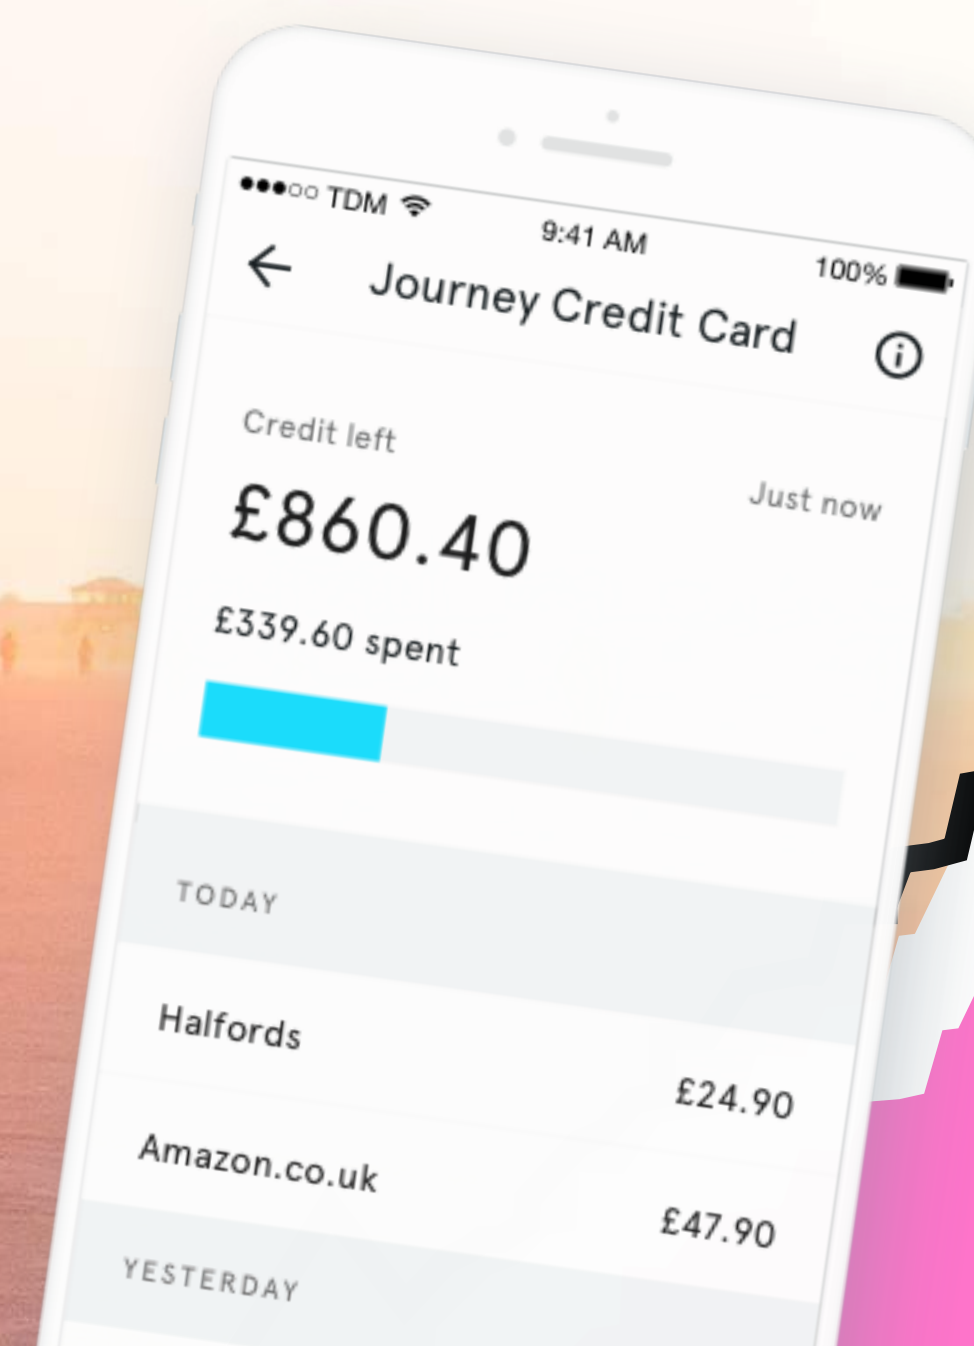 TDM
9:41 AM
100%
Journey Credit Card
Credit left
Just now
£860.40
£339.60 spent
TODAY
Halfords
£24.90
Amazon.co.uk
£47.90
YESTERDAY